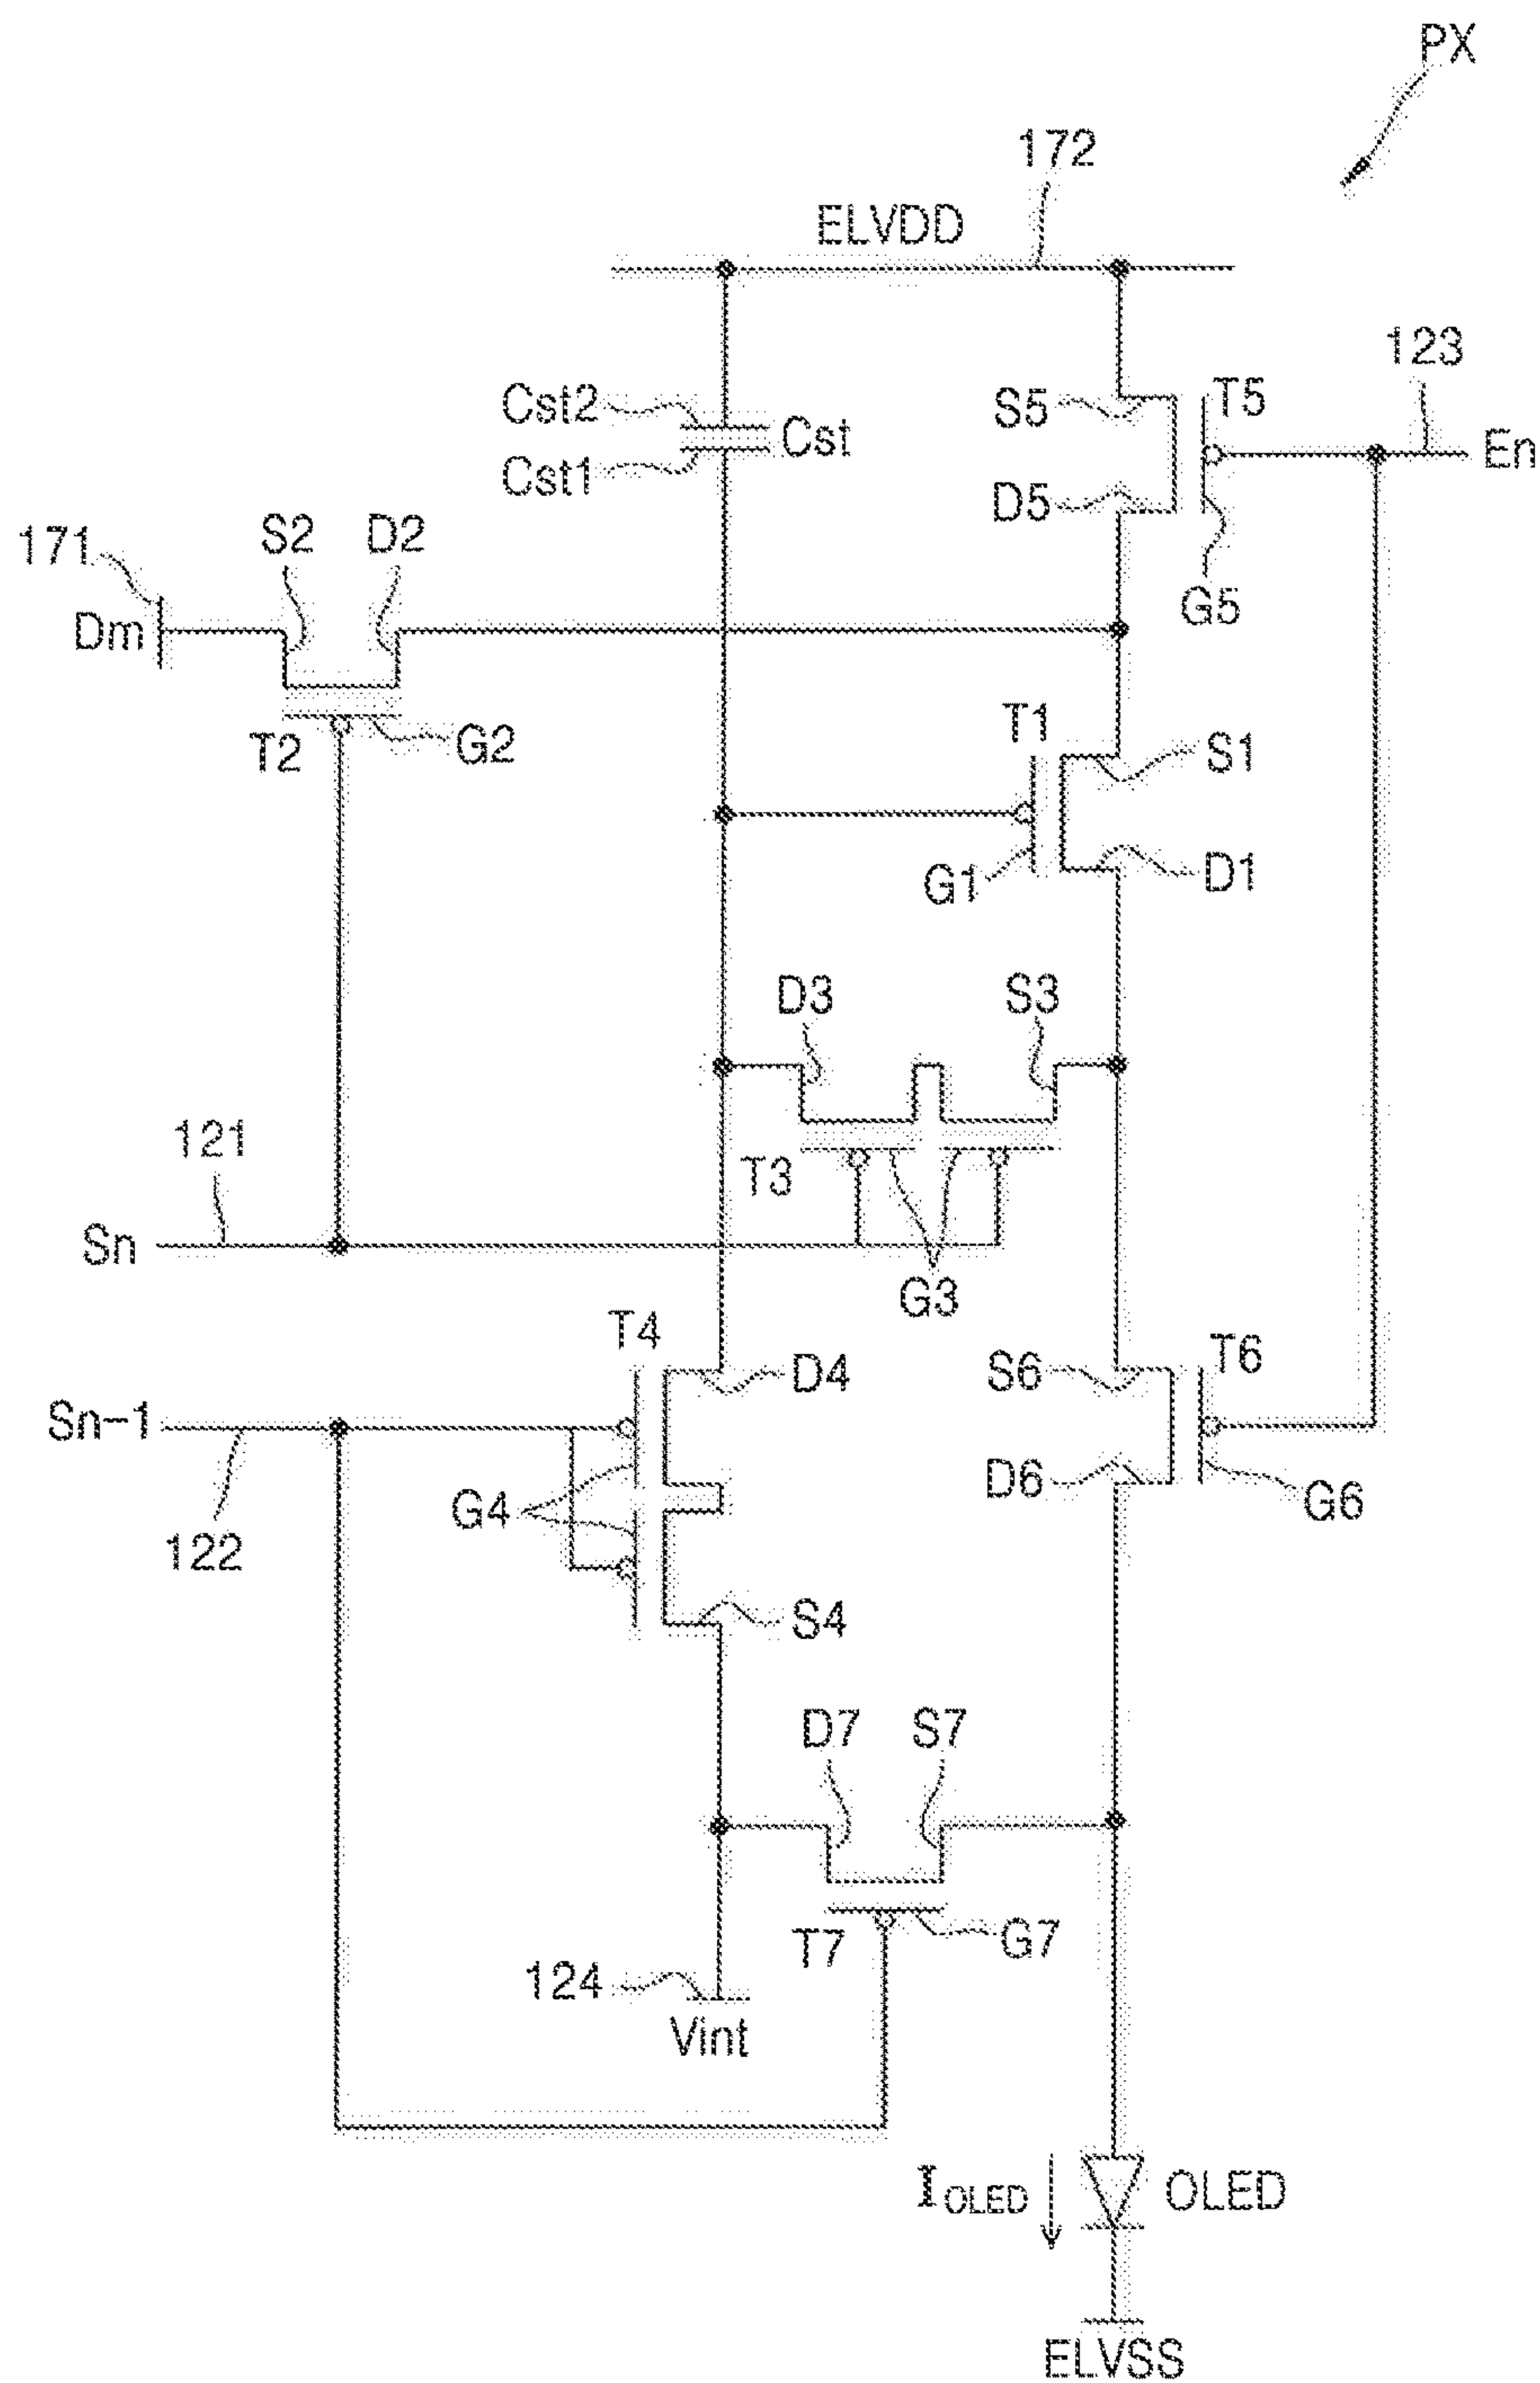 PX
172
ELVDD
123
Cst2
Cst
Cst1
S5
T5
En
D5
G5
171
S2
D2
Dm
T2
G2
T1
S1
G1
D1
D3
S3
121
T3
Sn
G3
T4
D4
S6
T6
Sn-1
G4
D6
G6
122
S4
D7
S7
T7
G7
124
Vint
IOLED
OLED
ELVSS